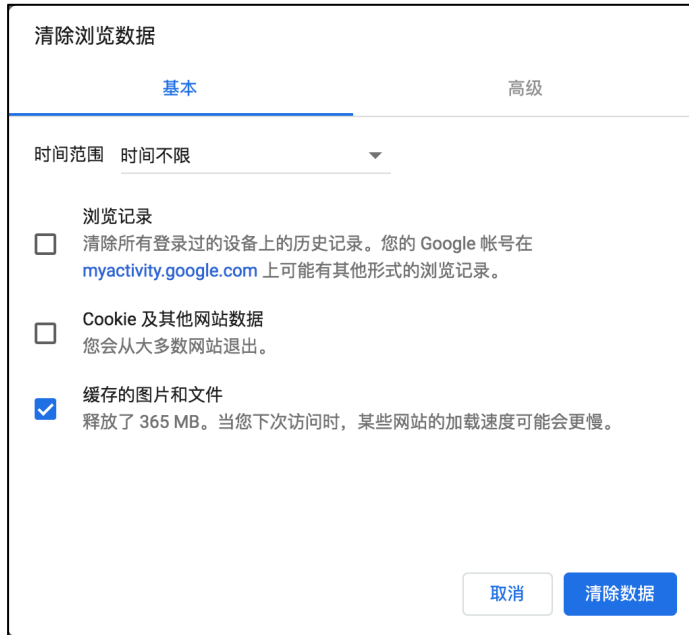 清除浏览数据
基本 高级
时间范围 时间不限
浏览记录
清除所有登录过的设备上的历史记录。您的 Google 帐号在
myactivity.google.com 上可能有其他形式的浏览记录。
Cookie 及其他网站数据
您会从大多数网站退出。
缓存的图片和文件
释放了 365 MB。当您下次访问时，某些网站的加载速度可能会更慢。
取消 清除数据